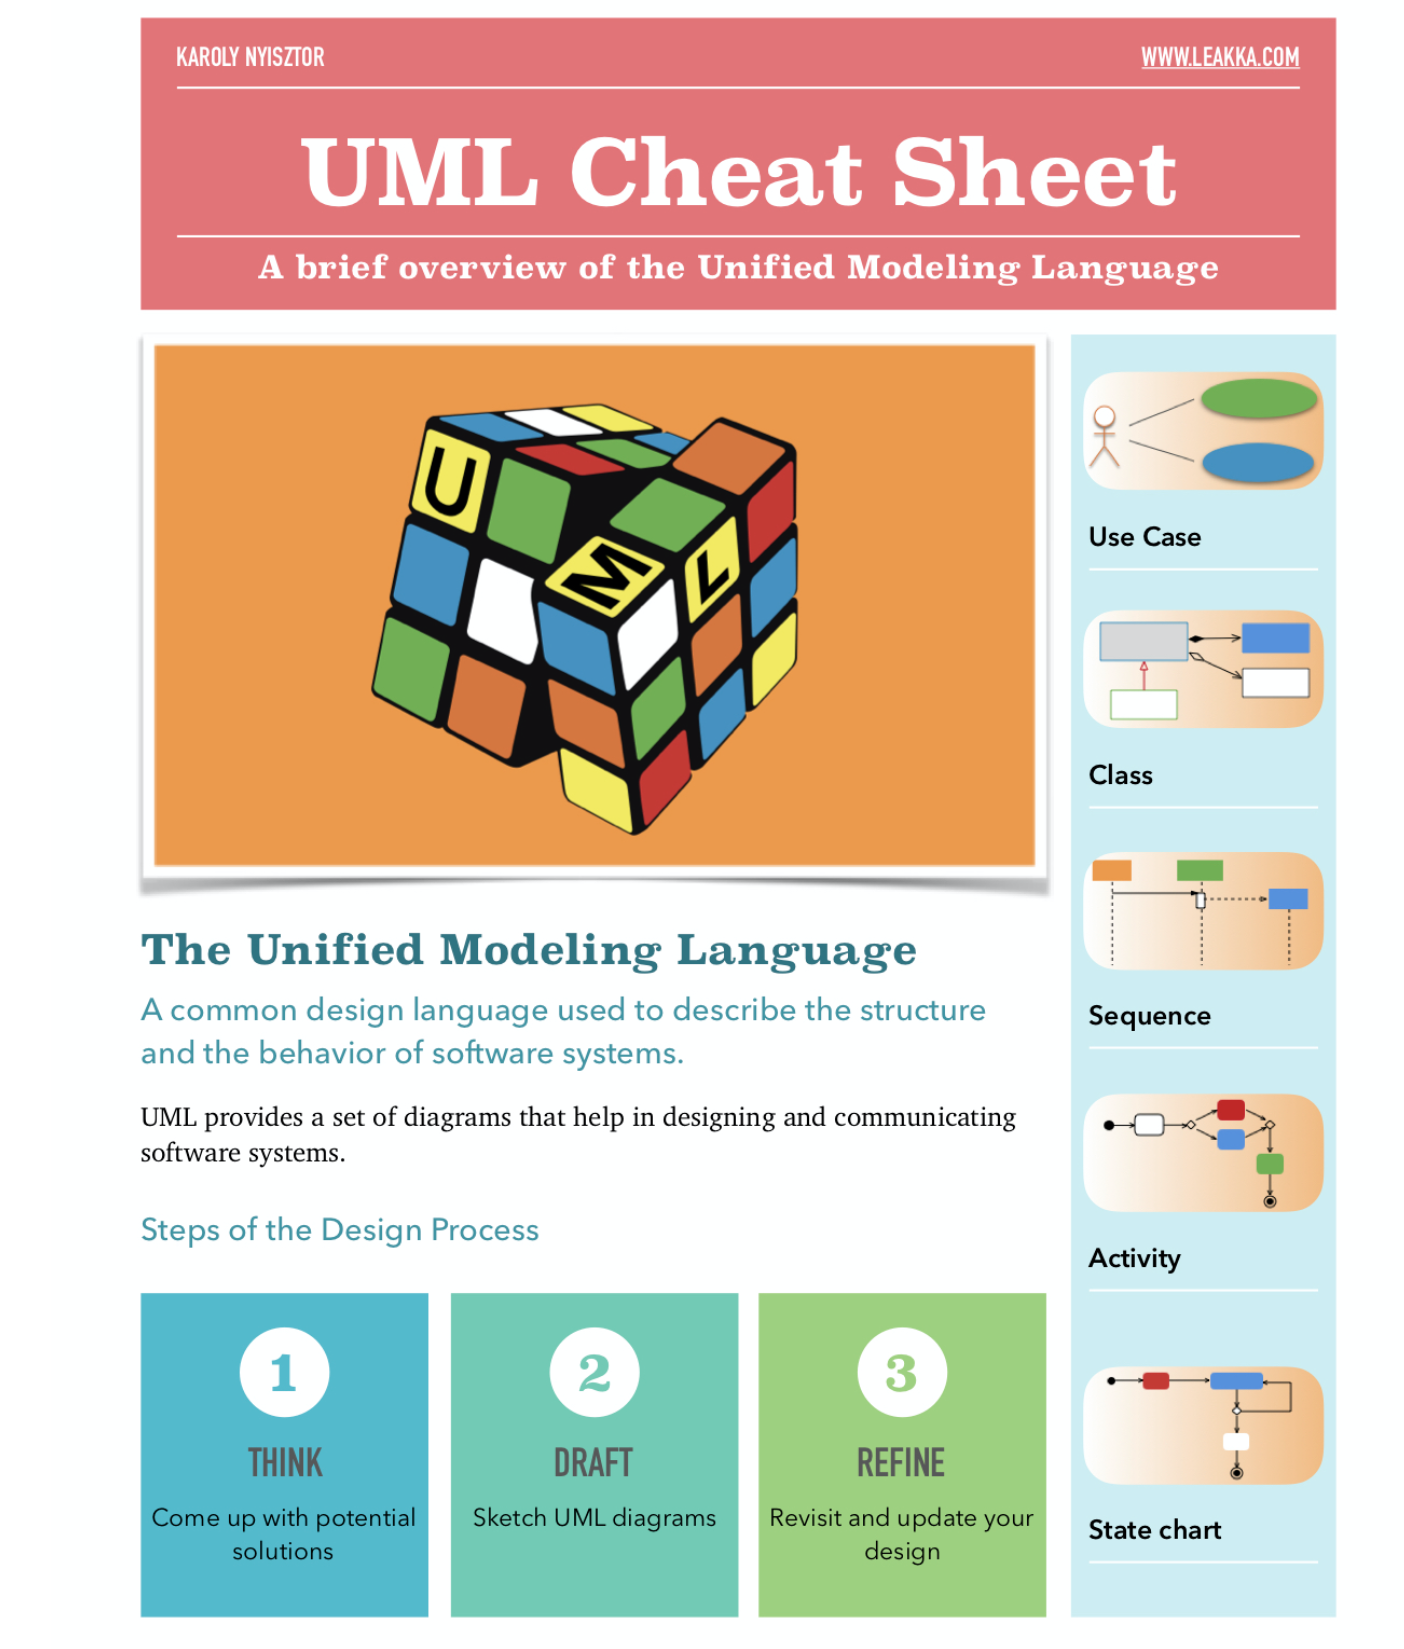 KAROLY NYISZTOR
WWW.LEAKKA.COM
UML Cheat Sheet
A brief overview of the Unified Modeling Language
U
M L
The Unified Modeling Language
A common design language used to describe the structure
and the behavior of software systems.
UML provides a set of diagrams that help in designing and communicating
software systems.
Steps of the Design Process
1
THINK
Come up with potential
solutions
2
DRAFT
Sketch UML diagrams
3
REFINE
Revisit and update your
design
Use Case
Class
Sequence
Activity
State chart